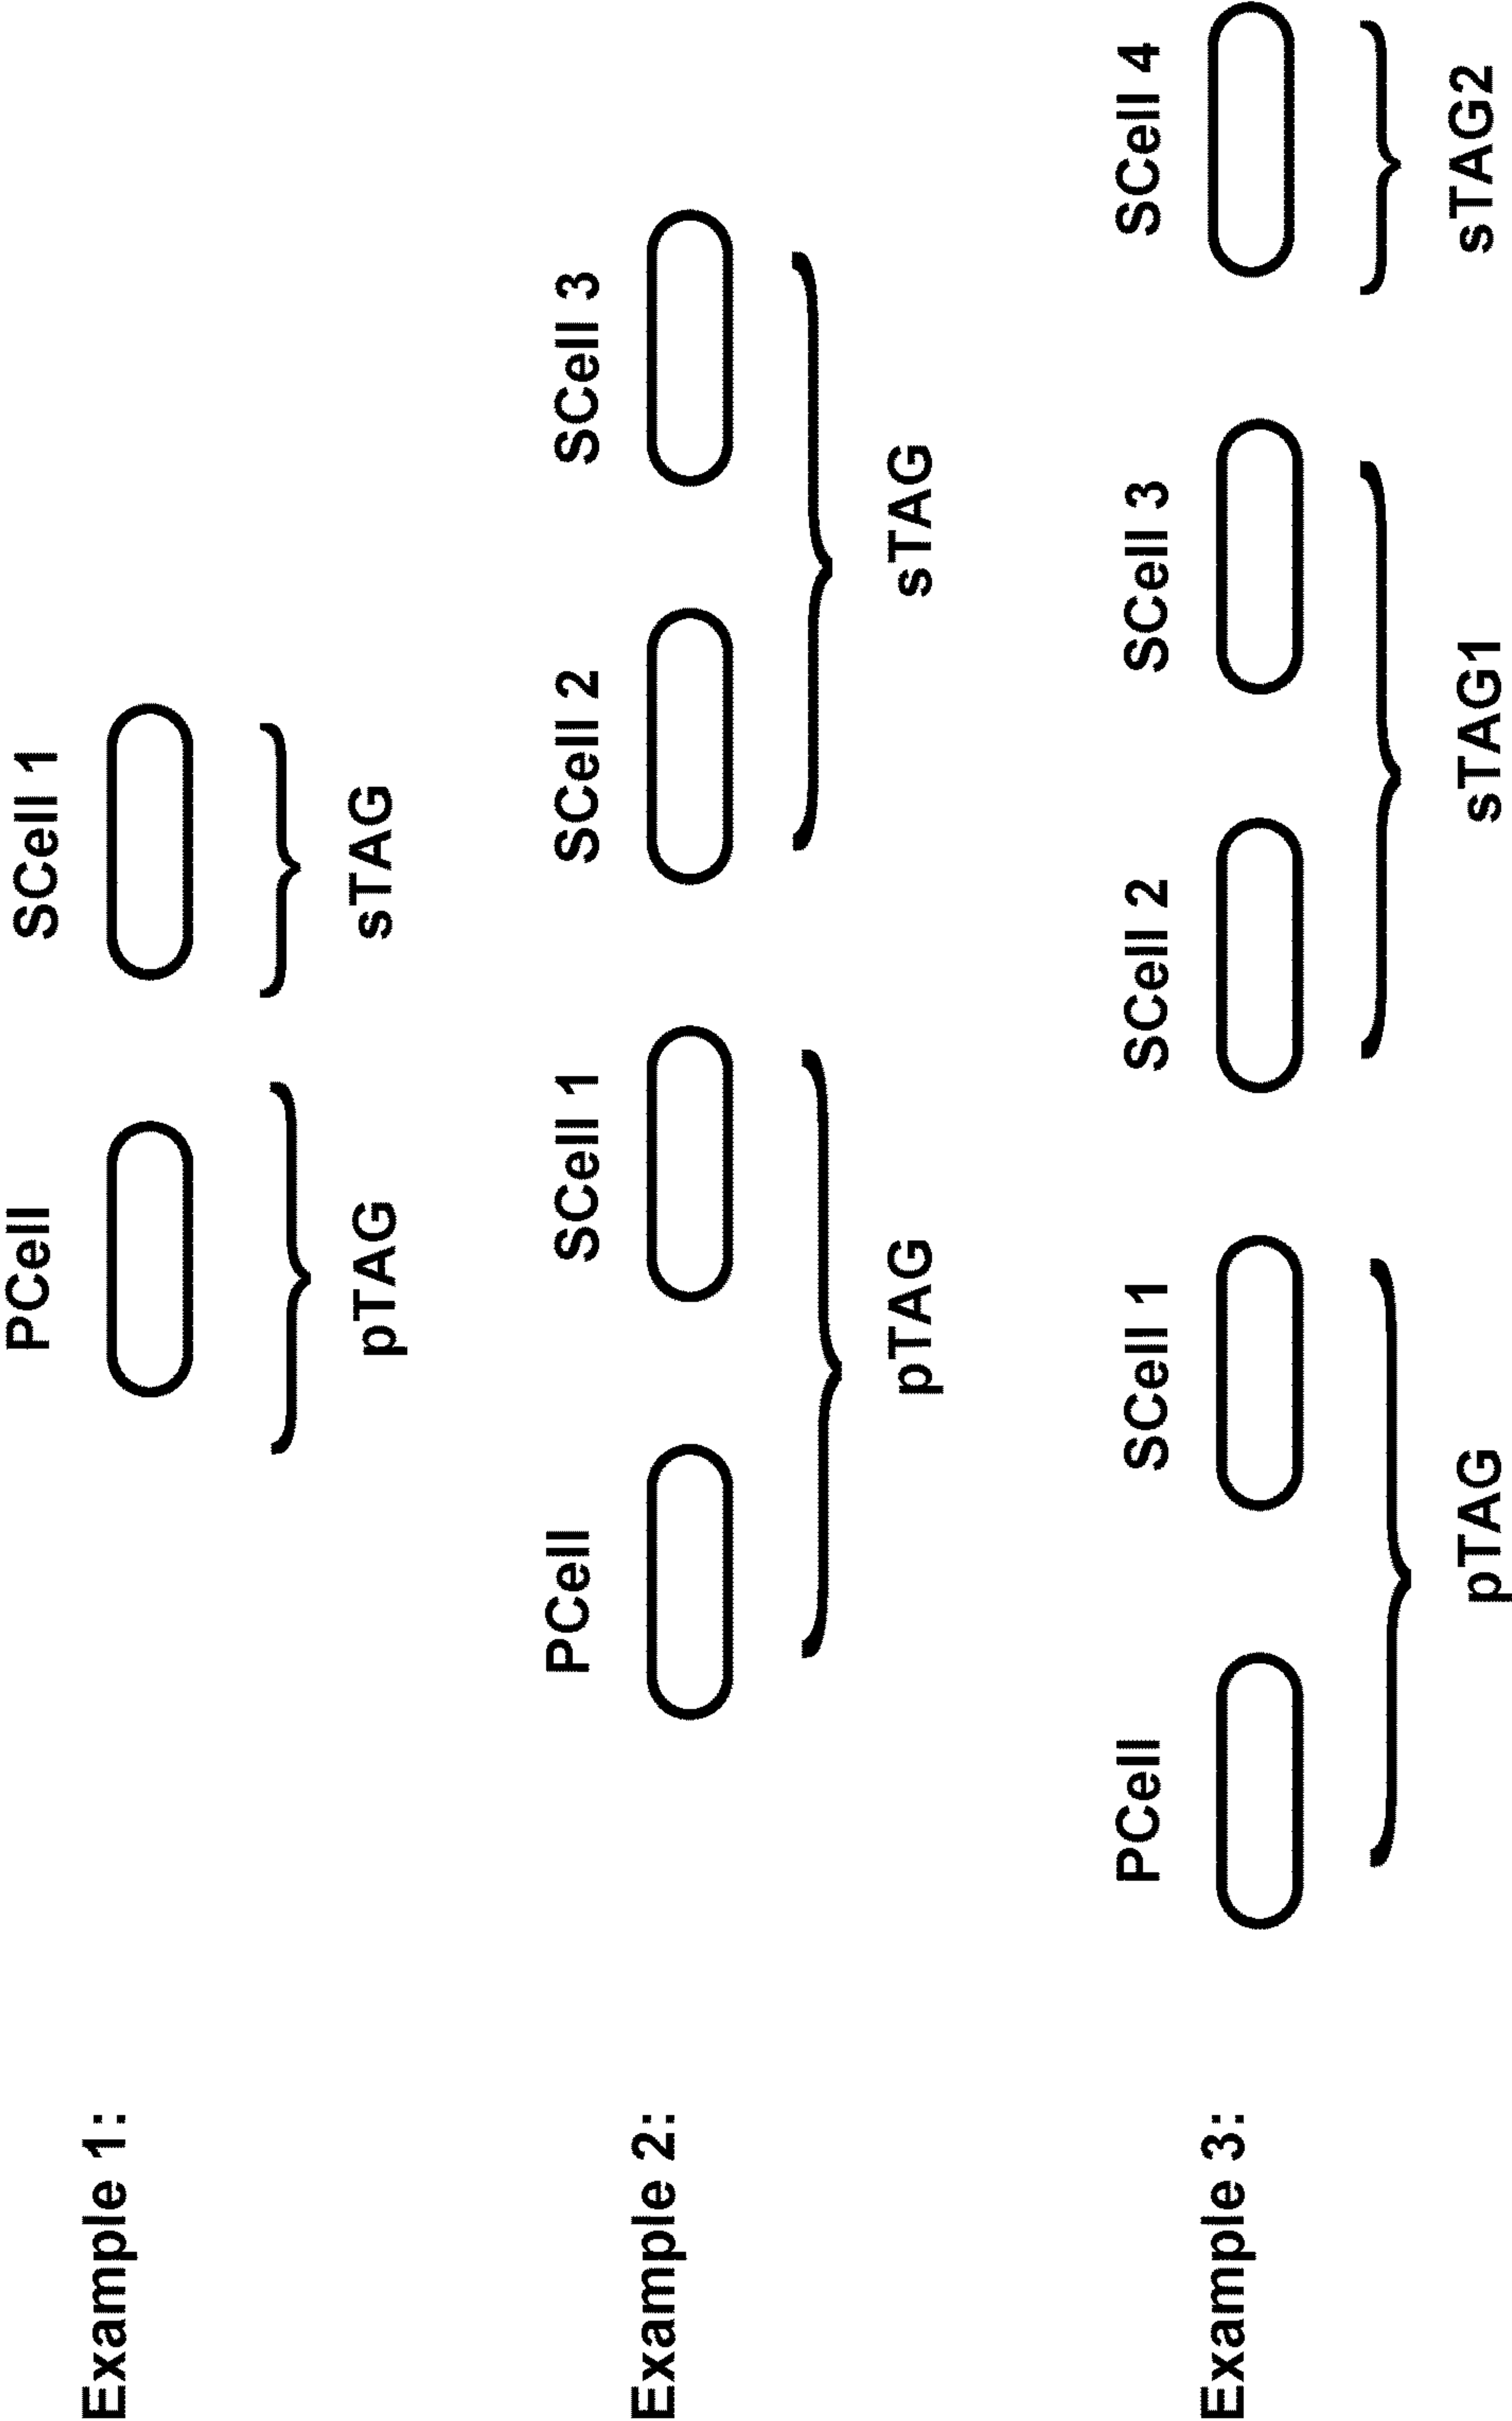 Example 1:
PCell SCell 1
pTAG sTAG
Example 2:
PCell SCell 1 SCell 2 SCell 3
pTAG sTAG
Example 3:
PCell SCell 1 SCell 2 SCell 3 SCell 4
pTAG sTAG1 sTAG2